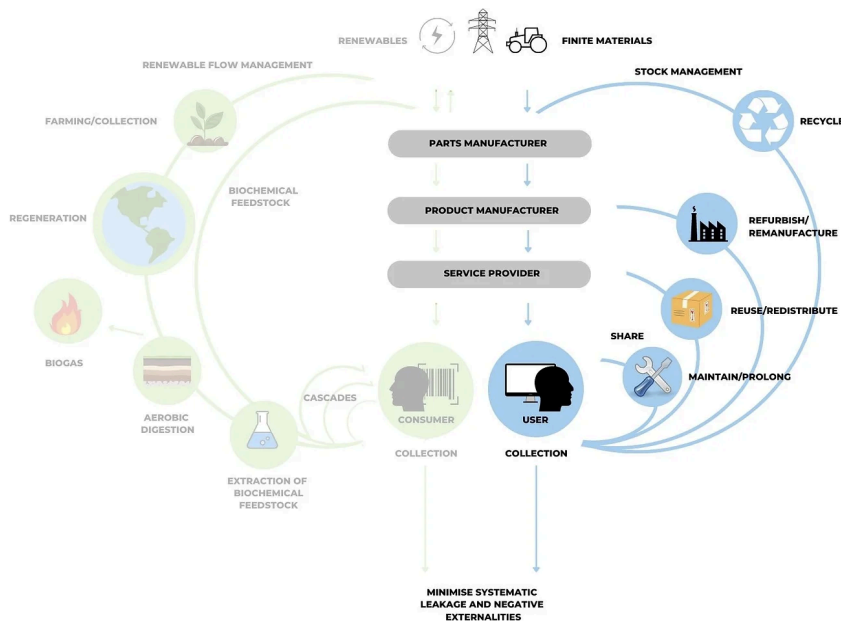 RENEWABLES
FINITE MATERIALS
RENEWABLE FLOW MANAGEMENT
STOCK MANAGEMENT
FARMING/COLLECTION
RECYCLE
PARTS MANUFACTURER
BIOCHEMICAL
FEEDSTOCK
REGENERATION
PRODUCT MANUFACTURER
REFURBISH/
REMANUFACTURE
SERVICE PROVIDER
REUSE/REDISTRIBUTE
SHARE
BIOGAS
MAINTAIN/PROLONG
CASCADES
AEROBIC
DIGESTION
CONSUMER
USER
COLLECTION
COLLECTION
EXTRACTION OF
BIOCHEMICAL
FEEDSTOCK
MINIMISE SYSTEMATIC
LEAKAGE AND NEGATIVE
EXTERNALITIES